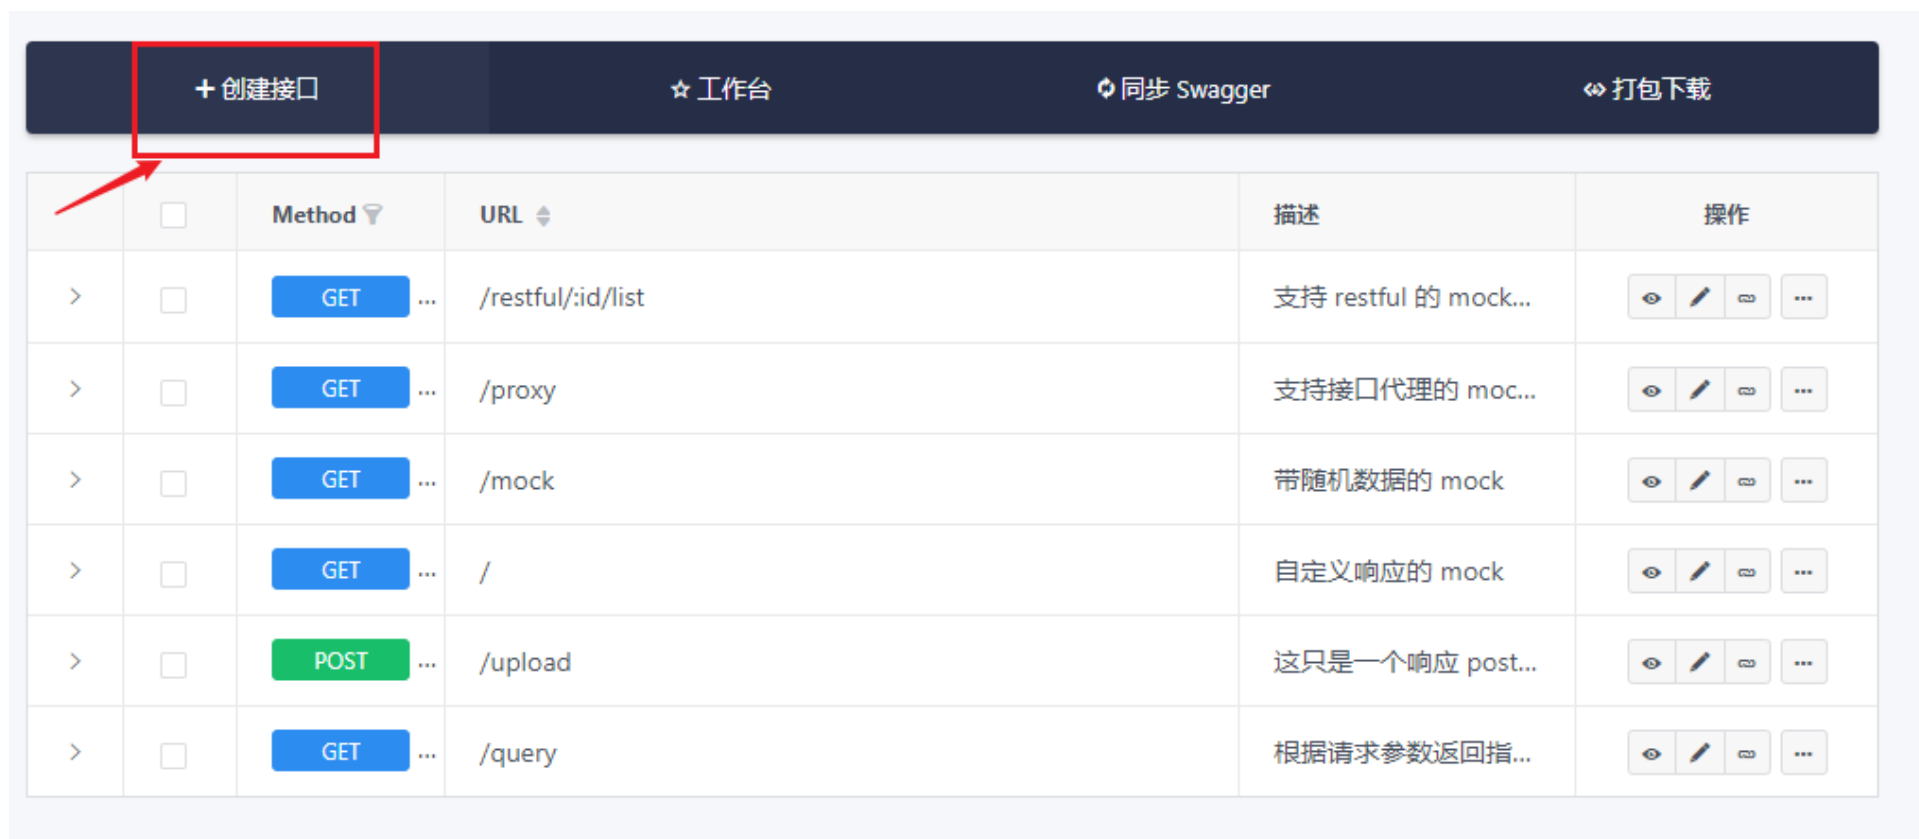 创建接口 工作台 同步 Swagger 打包下载
Method URL 描述 操作
GET ... /restful/:id/list 支持 restful 的 mock...
GET ... /proxy 支持接口代理的 moc...
GET ... /mock 带随机数据的 mock
GET ... / 自定义响应的 mock
POST ... /upload 这只是一个响应 post...
GET ... /query 根据请求参数返回指...